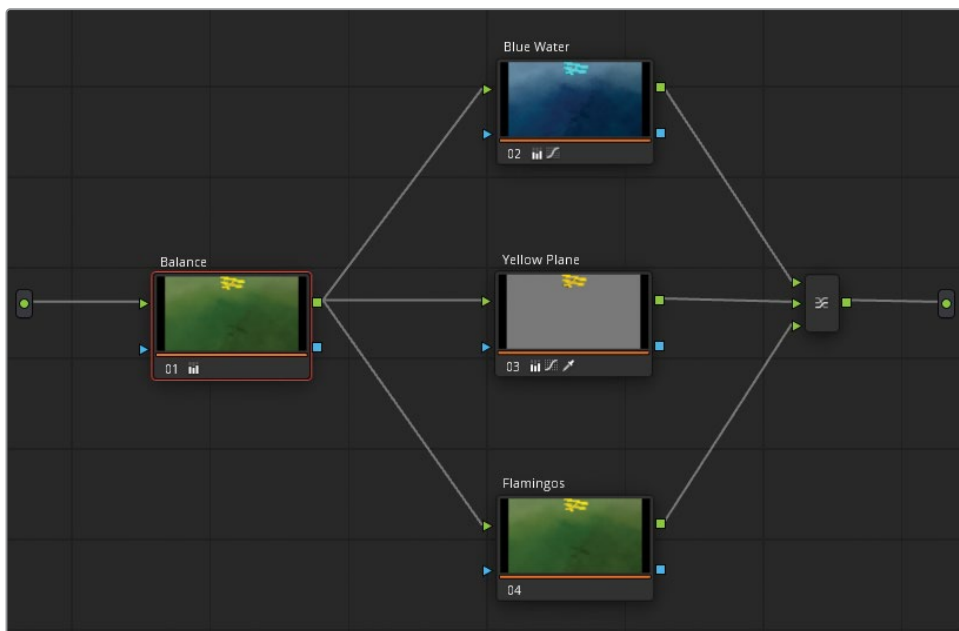 Blue Water
02
Balance
01
Yellow Plane
03
Flamingos
04